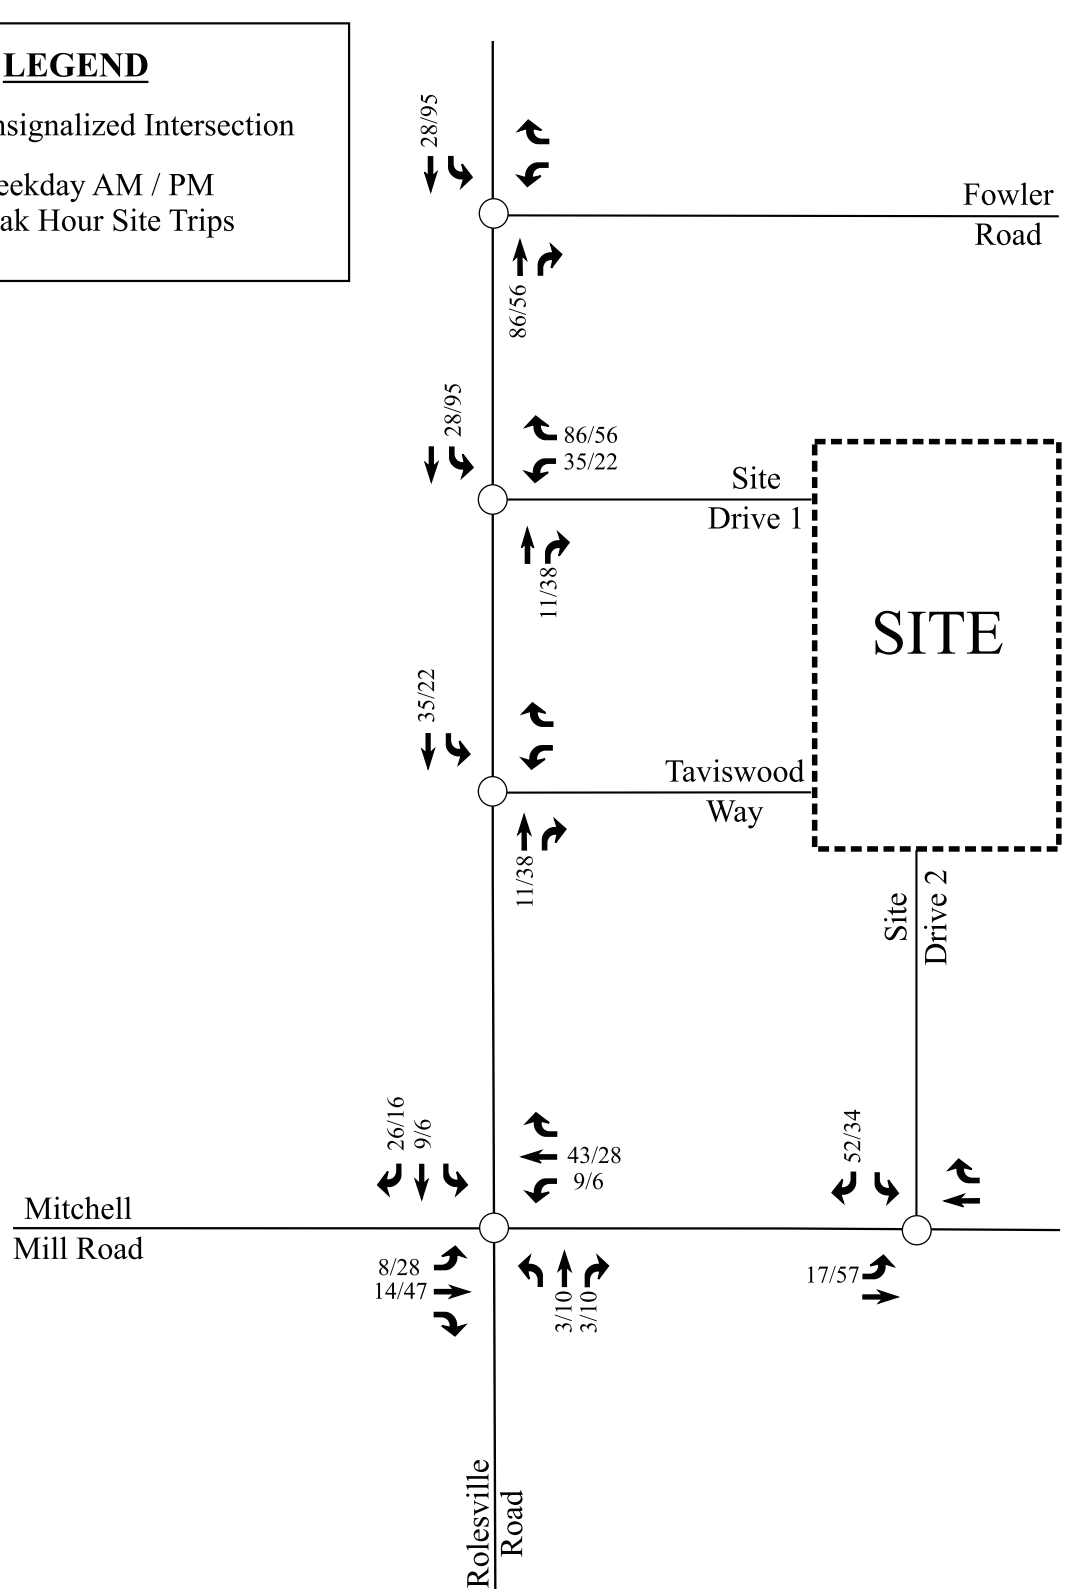 LEGEND
nsignalized Intersection
eekday AM / PM
ak Hour Site Trips
28/95
Fowler
Road
86/56
28/95
86/56
35/22
Site
Drive 1
11/38
SITE
35/22
Taviswood
Way
11/38
Site
Drive 2
26/16
9/6
43/28
9/6
52/34
Mitchell
Mill Road
8/28
14/47
3/10
3/10
17/57
Rolesville
Road